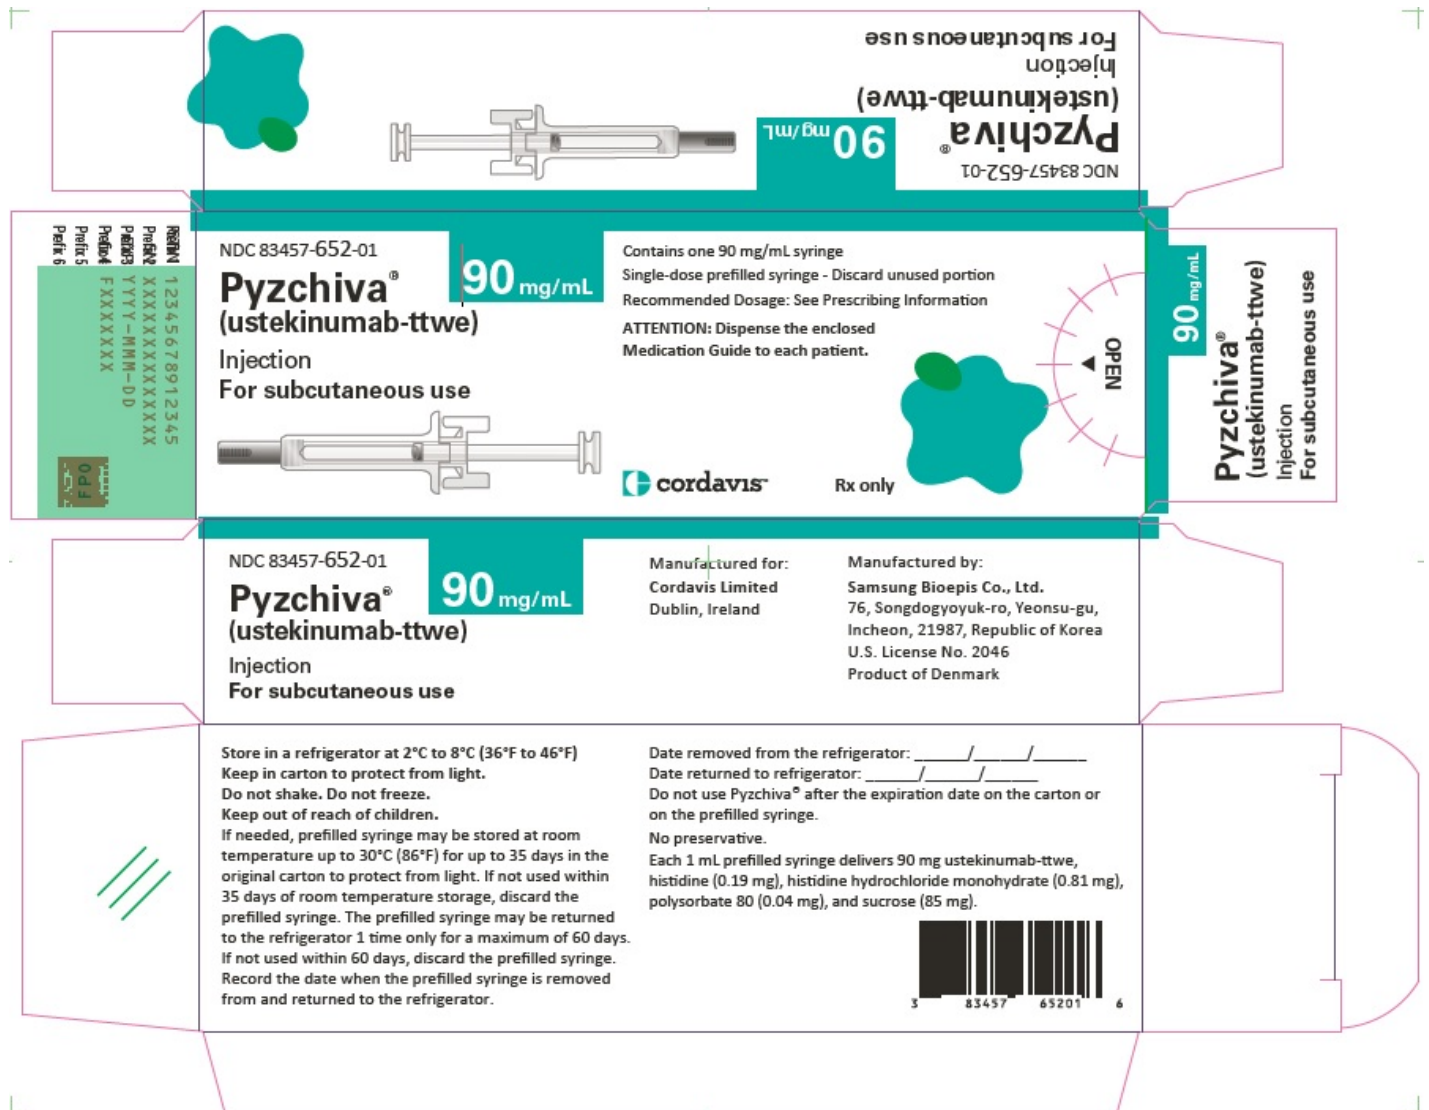 For subcutaneous use
Injection
(ustekinumab-ttwe)
Pyzchiva®
90 mg/mL
NDC 83457-652-01
Prefix 5
Prefix 6
12345678912345
XXXXXXXXXXXXXX
YYYY-MMM-DD
FXXXXXXX
FPO
NDC 83457-652-01
Pyzchiva®
(ustekinumab-ttwe)
Injection
For subcutaneous use
90 mg/mL
Contains one 90 mg/mL syringe
Single-dose prefilled syringe - Discard unused portion
Recommended Dosage: See Prescribing Information
ATTENTION: Dispense the enclosed
Medication Guide to each patient.
cordavis™
Rx only
OPEN
90 mg/mL
Pyzchiva®
(ustekinumab-ttwe)
Injection
For subcutaneous use
NDC 83457-652-01
Pyzchiva®
(ustekinumab-ttwe)
Injection
For subcutaneous use
90 mg/mL
Manufactured for:
Cordavis Limited
Dublin, Ireland
Manufactured by:
Samsung Bioepis Co., Ltd.
76, Songdogyoyuk-ro, Yeonsu-gu,
Incheon, 21987, Republic of Korea
U.S. License No. 2046
Product of Denmark
Store in a refrigerator at 2°C to 8°C (36°F to 46°F)
Keep in carton to protect from light.
Do not shake. Do not freeze.
Keep out of reach of children.
If needed, prefilled syringe may be stored at room
temperature up to 30°C (86°F) for up to 35 days in the
original carton to protect from light. If not used within
35 days of room temperature storage, discard the
prefilled syringe. The prefilled syringe may be returned
to the refrigerator 1 time only for a maximum of 60 days.
If not used within 60 days, discard the prefilled syringe.
Record the date when the prefilled syringe is removed
from and returned to the refrigerator.
Date removed from the refrigerator: ______/______/______
Date returned to refrigerator: ______/______/______
Do not use Pyzchiva® after the expiration date on the carton or
on the prefilled syringe.
No preservative.
Each 1 mL prefilled syringe delivers 90 mg ustekinumab-ttwe,
histidine (0.19 mg), histidine hydrochloride monohydrate (0.81 mg),
polysorbate 80 (0.04 mg), and sucrose (85 mg).
3 83457 65201 6